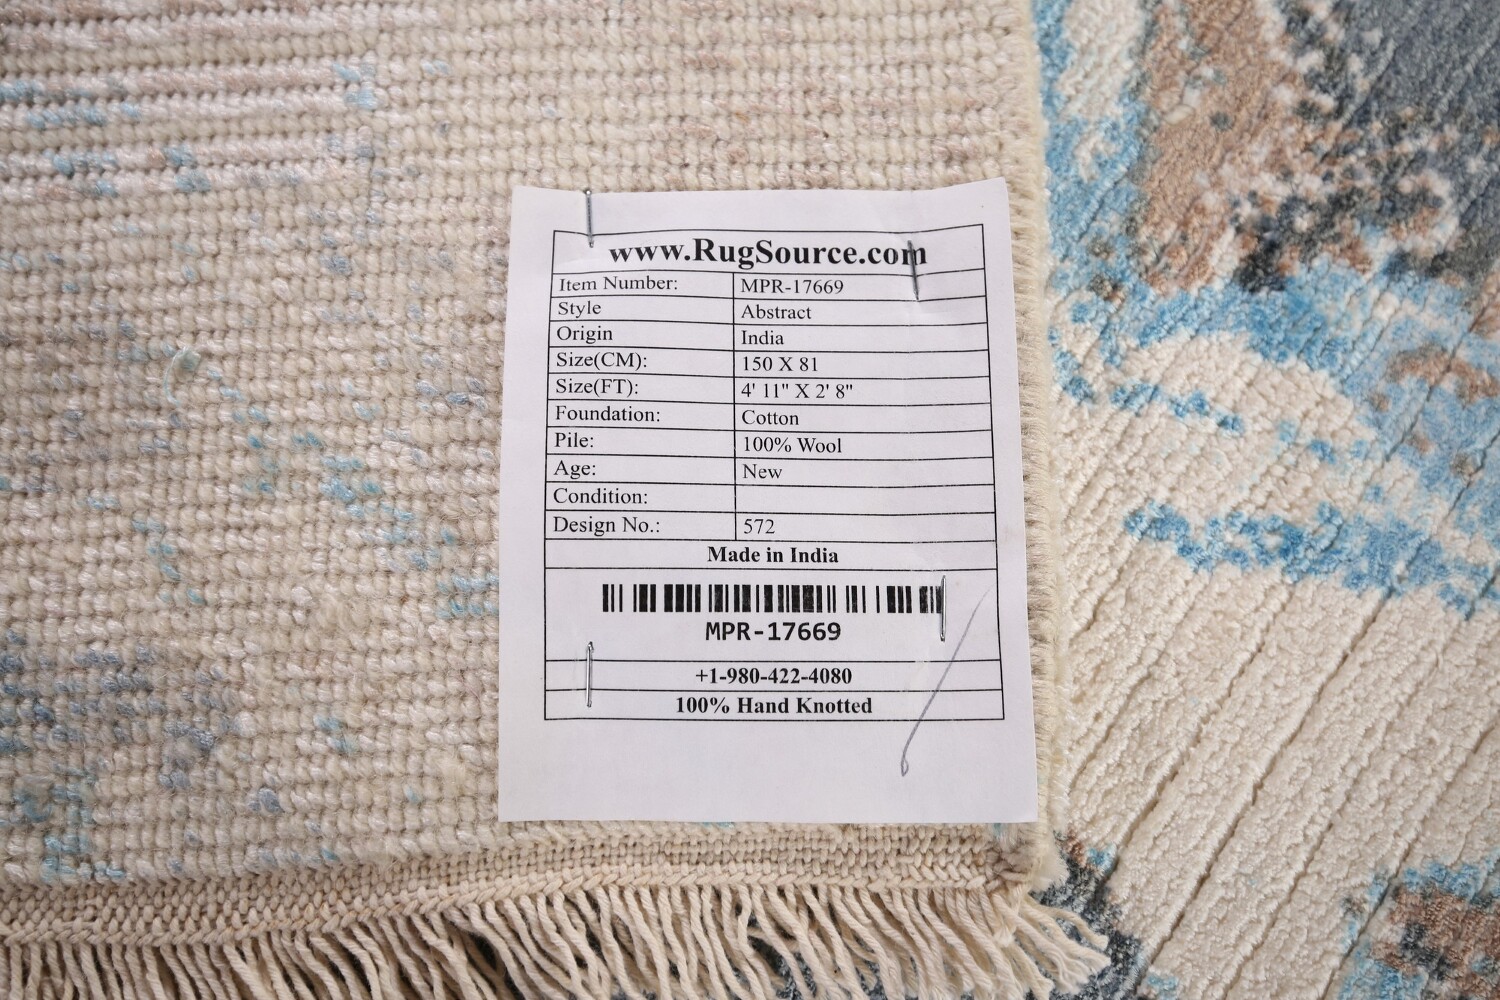 www.RugSource.com
Item Number: MPR-17669
Style Abstract
Origin India
Size(CM): 150 X 81
Size(FT): 4' 11" X 2' 8"
Foundation: Cotton
Pile: 100% Wool
Age: New
Condition:
Design No.: 572
Made in India
MPR-17669
+1-980-422-4080
100% Hand Knotted